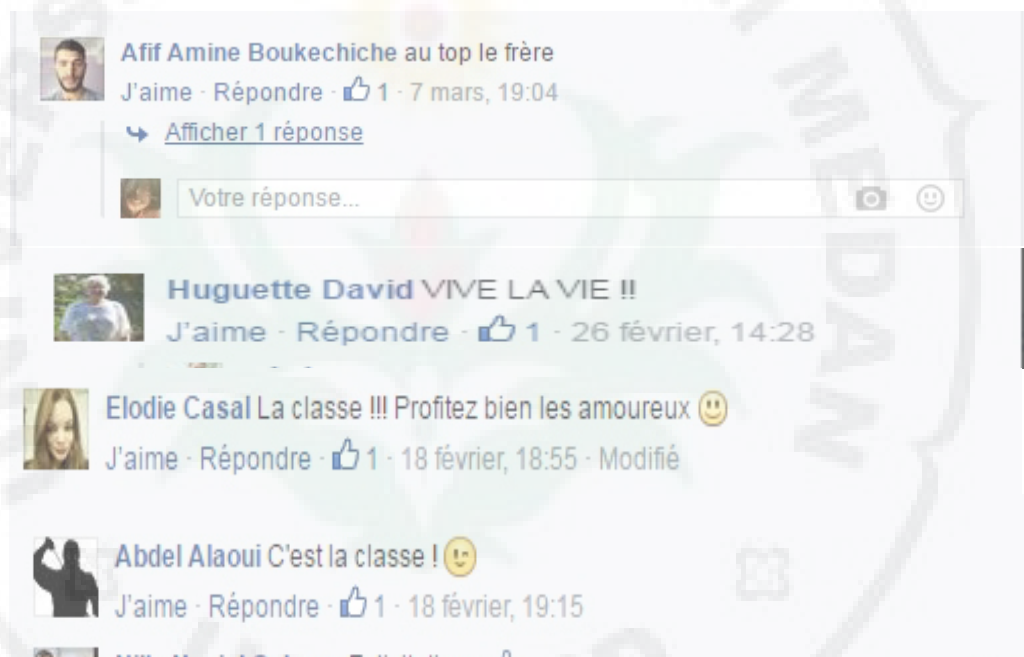 Afif Amine Boukechiche au top le frère
J'aime · Répondre · 1 · 7 mars, 19:04
Afficher 1 réponse
Votre réponse...
Huguette David VIVE LA VIE !!
J'aime · Répondre · 1 · 26 février, 14:28
Elodie Casal La classe !!! Profitez bien les amoureux
J'aime · Répondre · 1 · 18 février, 18:55 · Modifié
Abdel Alaoui C'est la classe !
J'aime · Répondre · 1 · 18 février, 19:15
MEDAN